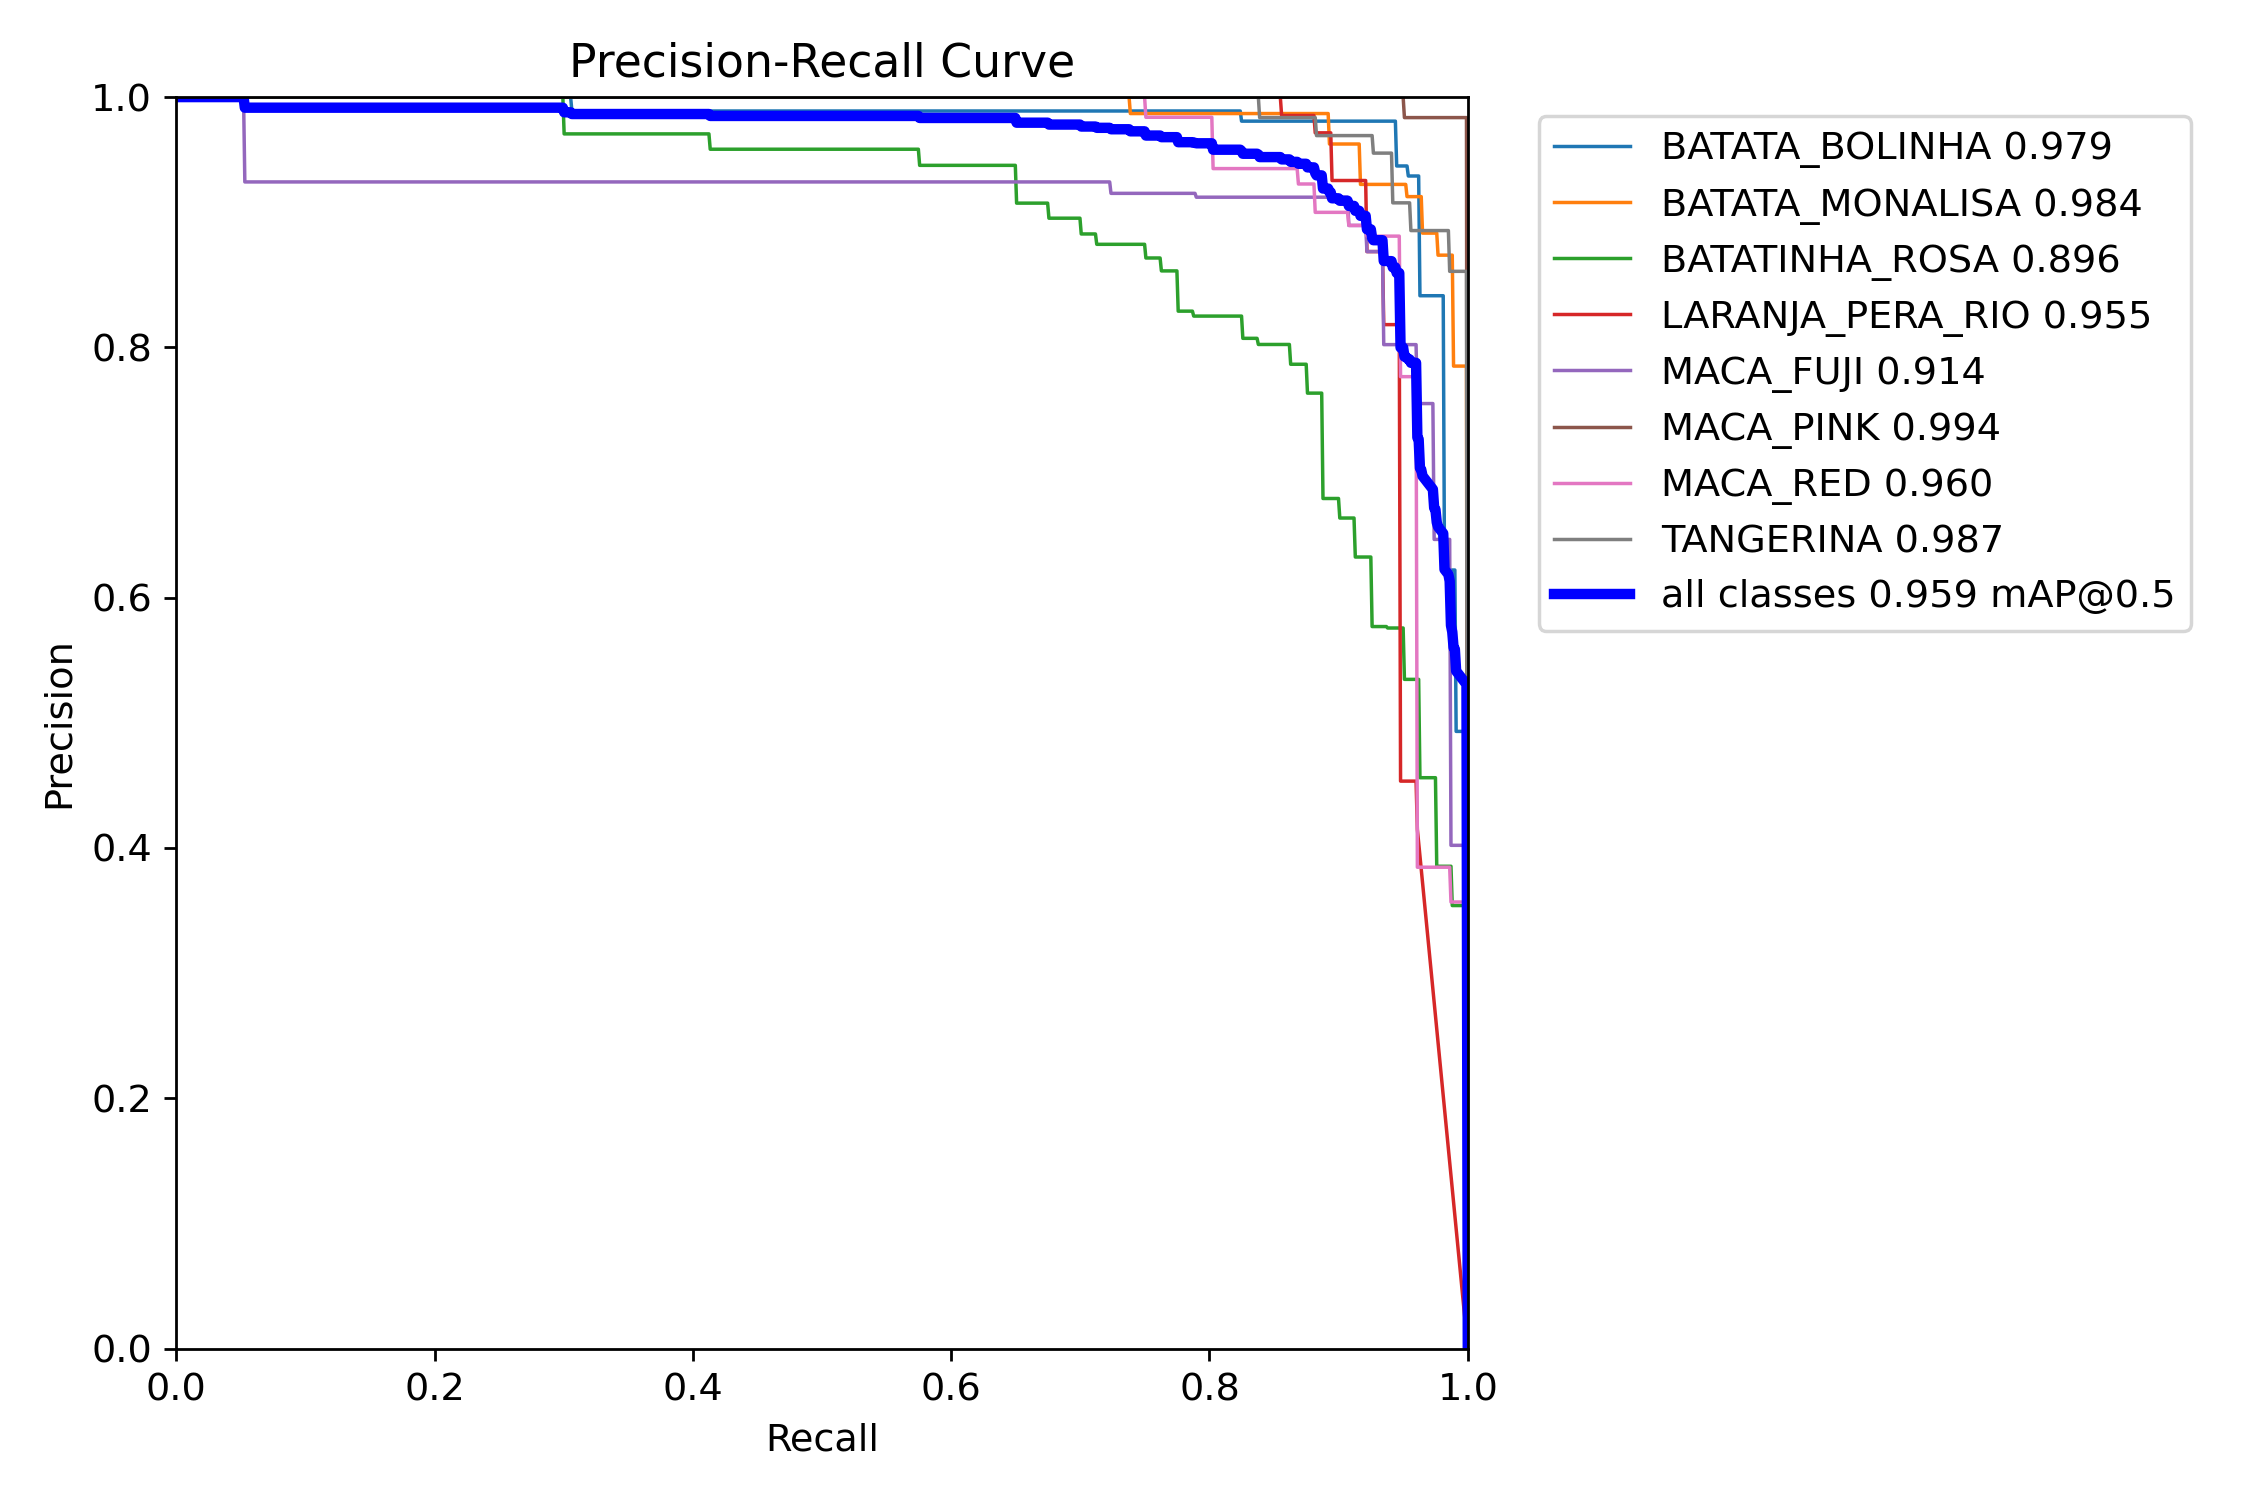 Precision-Recall Curve
1.0
0.8
0.6
0.4
0.2
0.0
Precision
0.0 0.2 0.4 0.6 0.8 1.0
Recall
BATATA_BOLINHA 0.979
BATATA_MONALISA 0.984
BATATINHA_ROSA 0.896
LARANJA_PERA_RIO 0.955
MACA_FUJI 0.914
MACA_PINK 0.994
MACA_RED 0.960
TANGERINA 0.987
all classes 0.959 mAP@0.5